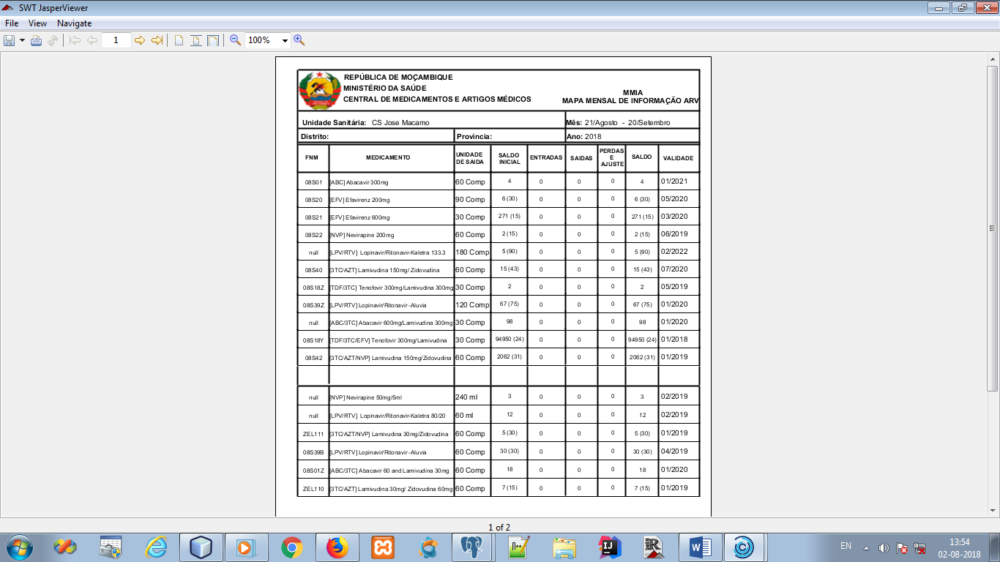 SWT JasperViewer
File View Navigate
1 100%
REPÚBLICA DE MOÇAMBIQUE
MINISTÉRIO DA SAÚDE
CENTRAL DE MEDICAMENTOS E ARTIGOS MÉDICOS
MMIA
MAPA MENSAL DE INFORMAÇÃO ARV
Unidade Sanitária: CS Jose Macamo Mês: 21/Agosto - 20/Setembro
Distrito: Provincia: Ano: 2018
FNM MEDICAMENTO UNIDADE DE SAIDA SALDO INICIAL ENTRADAS SAIDAS PERDAS E AJUSTE SALDO VALIDADE
08S01 [ABC] Abacavir 300mg 60 Comp 4 0 0 0 4 01/2021
08S20 [EFV] Efavirenz 200mg 90 Comp 6 (30) 0 0 0 6 (30) 05/2020
08S21 [EFV] Efavirenz 600mg 30 Comp 271 (15) 0 0 0 271 (15) 03/2020
08S22 [NVP] Nevirapine 200mg 60 Comp 2 (15) 0 0 0 2 (15) 06/2019
null [LPV/RTV] Lopinavir/Ritonavir-Kaletra 133.3 180 Comp 5 (90) 0 0 0 5 (90) 02/2022
08S40 [3TC/AZT] Lamivudina 150mg/ Zidovudina 60 Comp 15 (43) 0 0 0 15 (43) 07/2020
08S18Z [TDF/3TC] Tenofovir 300mg/Lamivudina 300mg 30 Comp 2 0 0 0 2 05/2019
08S39Z [LPV/RTV] Lopinavir/Ritonavir -Aluvia 120 Comp 67 (75) 0 0 0 67 (75) 01/2020
null [ABC/3TC] Abacavir 600mg/Lamivudina 300mg 30 Comp 98 0 0 0 98 01/2020
08S18Y [TDF/3TC/EFV] Tenofovir 300mg/Lamivudina 30 Comp 94950 (24) 0 0 0 94950 (24) 01/2018
08S42 [3TC/AZT/NVP] Lamivudina 150mg/Zidovudina 60 Comp 2062 (31) 0 0 0 2062 (31) 01/2019
null [NVP] Nevirapine 50mg/5ml 240 ml 3 0 0 0 3 02/2019
null [LPV/RTV] Lopinavir/Ritonavir-Kaletra 80/20 60 ml 12 0 0 0 12 02/2019
ZEL111 [3TC/AZT/NVP] Lamivudina 30mg/Zidovudina 60 Comp 5 (30) 0 0 0 5 (30) 01/2019
08S39B [LPV/RTV] Lopinavir/Ritonavir -Aluvia 60 Comp 30 (30) 0 0 0 30 (30) 04/2019
08S01Z [ABC/3TC] Abacavir 60 and Lamivudina 30mg 60 Comp 18 0 0 0 18 01/2020
ZEL110 [3TC/AZT] Lamivudina 30mg/ Zidovudina 60mg 60 Comp 7 (15) 0 0 0 7 (15) 01/2019
1 of 2
EN 13:54
02-08-2018